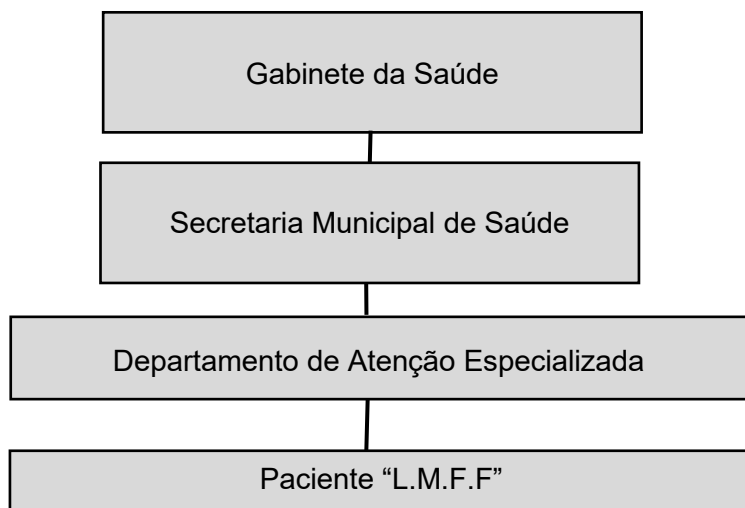 Gabinete da Saúde
Secretaria Municipal de Saúde
Departamento de Atenção Especializada
Paciente “L.M.F.F”